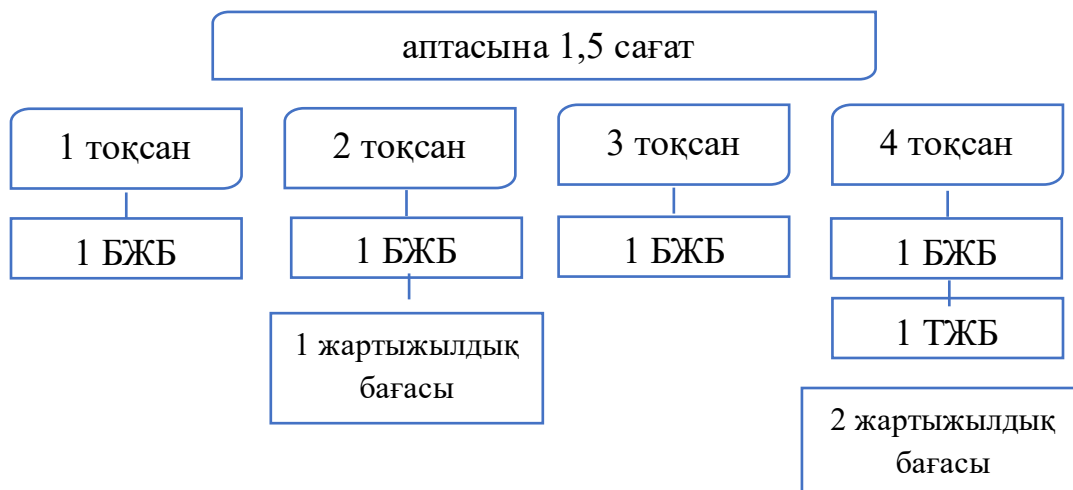 аптасына 1,5 сағат
1 тоқсан
2 тоқсан
3 тоқсан
4 тоқсан
1 БЖБ
1 БЖБ
1 БЖБ
1 БЖБ
1 ТЖБ
1 жартыжылдық
бағасы
2 жартыжылдық
бағасы